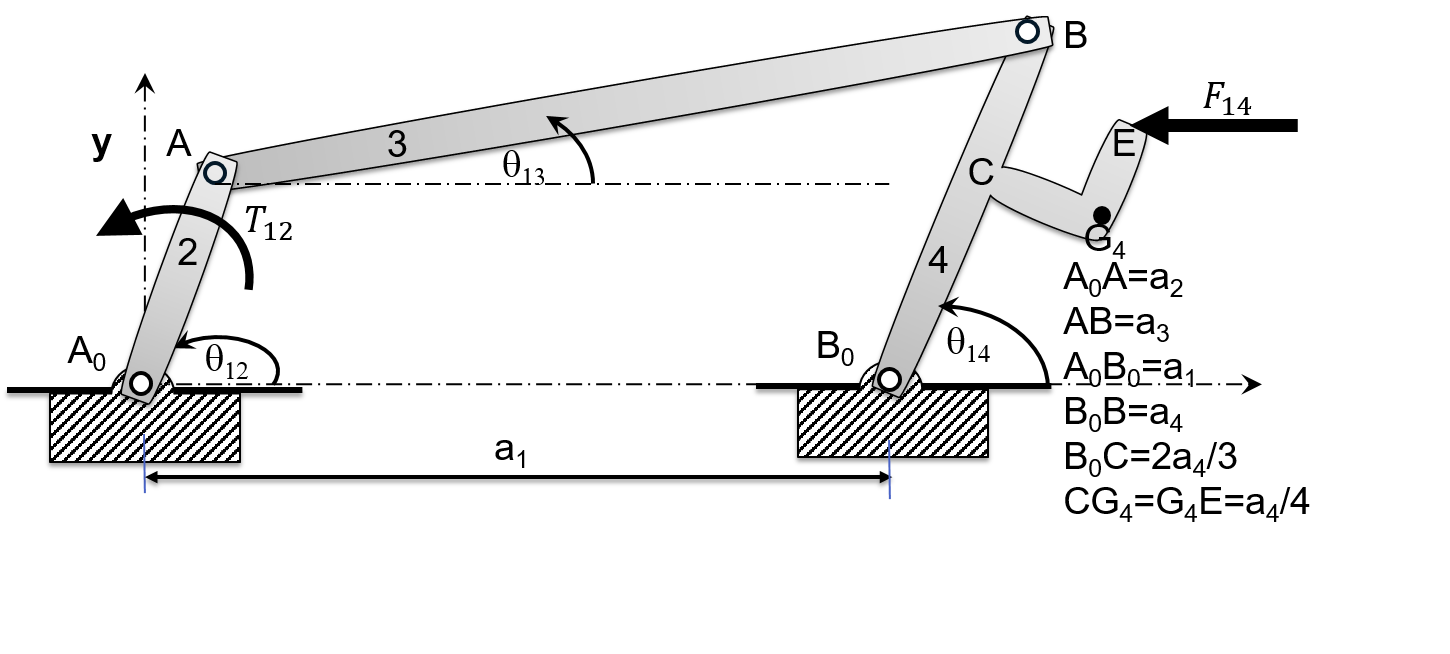 B
F₁₄
A
y
3
E
θ₁₃
C
T₁₂
2
G₄
4
A₀A=a₂
AB=a₃
A₀
θ₁₂
B₀
θ₁₄
A₀B₀=a₁
B₀B=a₄
a₁
B₀C=2a₄/3
CG₄=G₄E=a₄/4